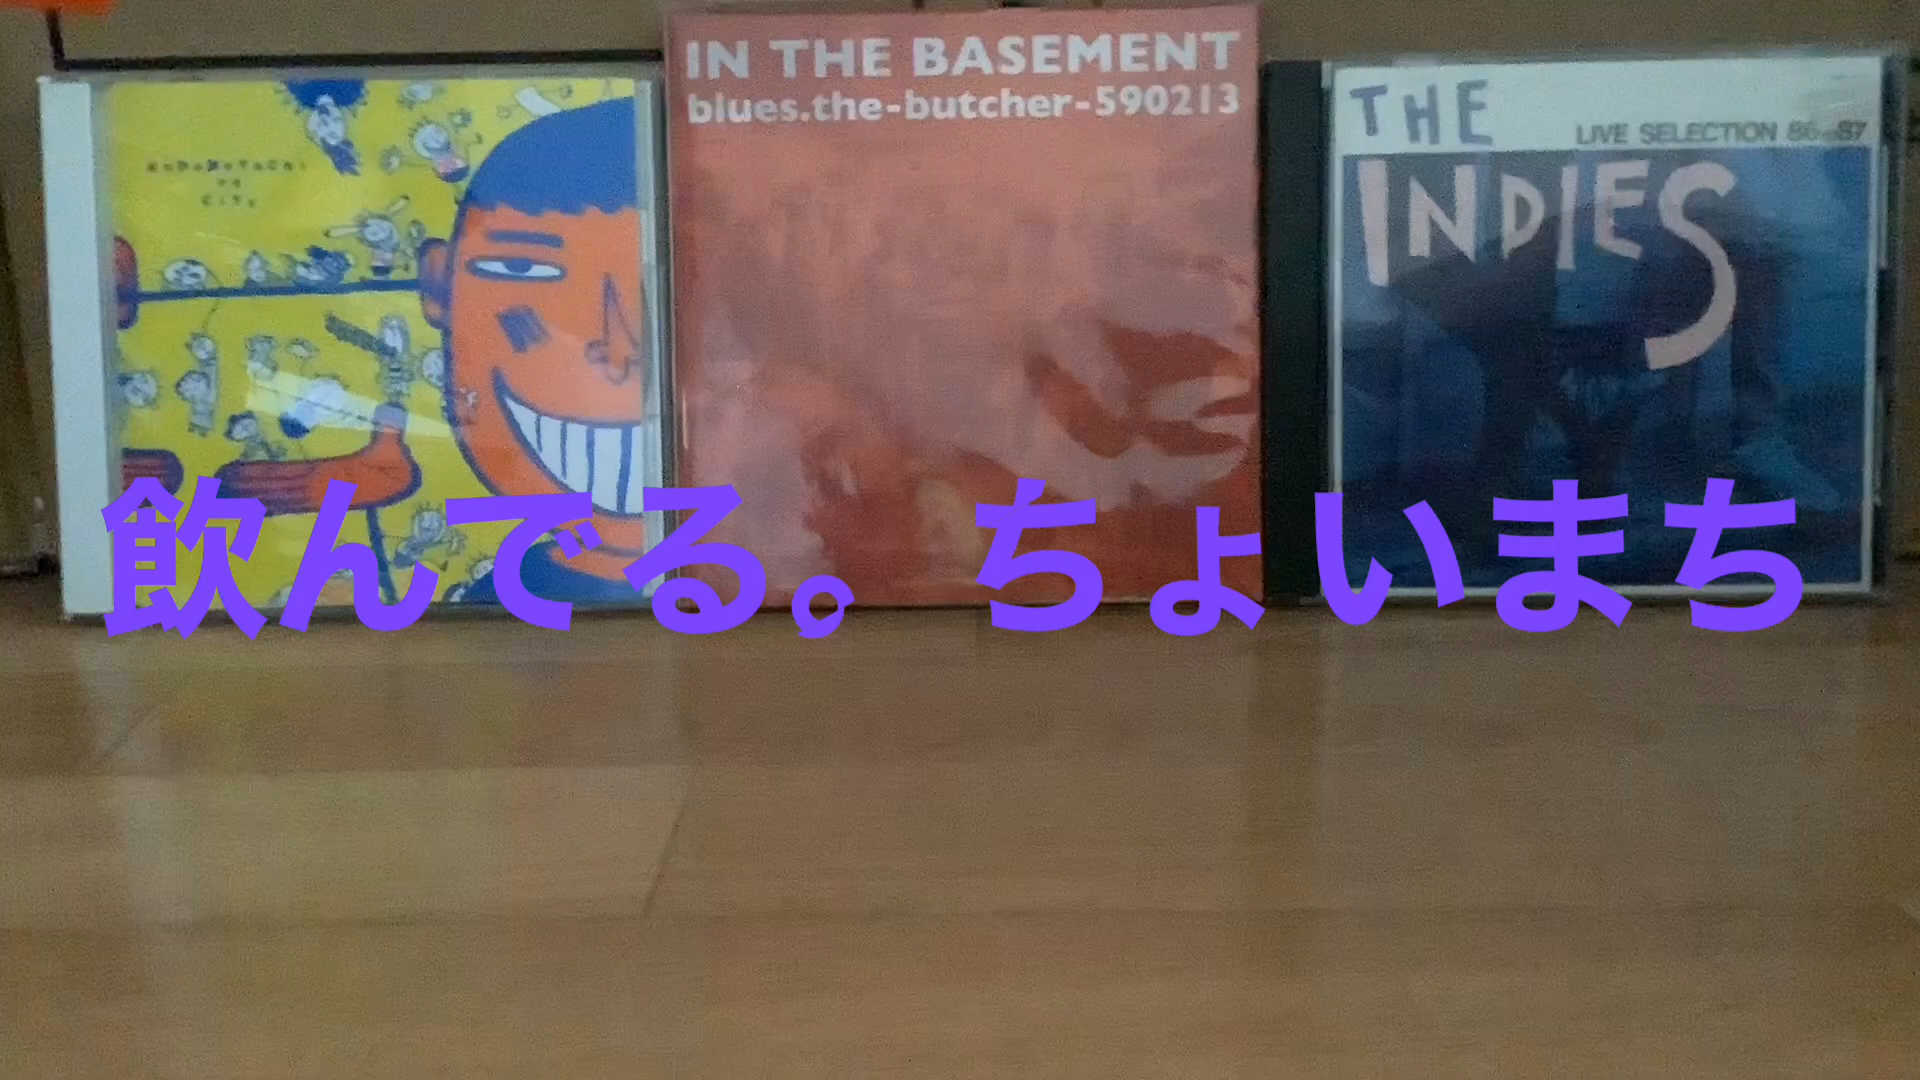 IN THE BASEMENT
blues.the-butcher-590213
THE
LIVE SELECTION 86-87
INDIES
飲んでる。ちょいまち